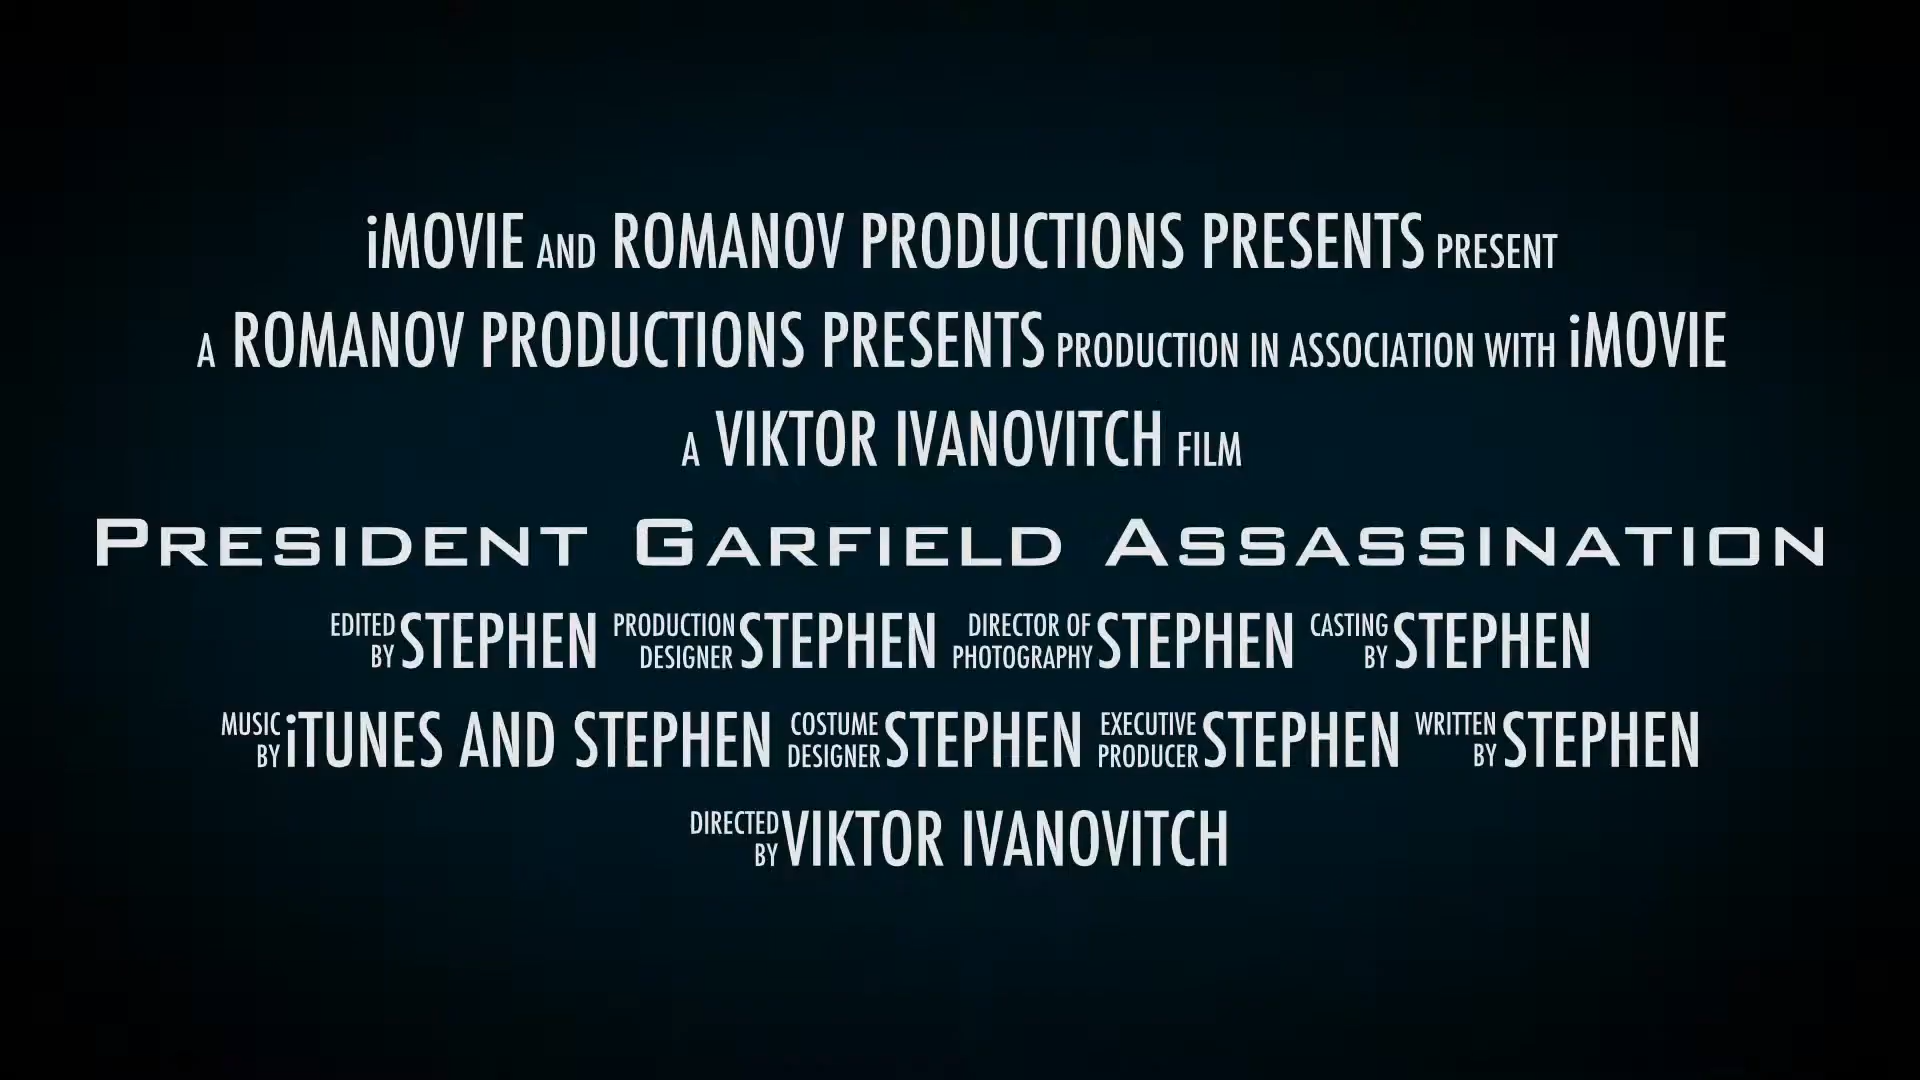 iMOVIE AND ROMANOV PRODUCTIONS PRESENTS PRESENT
A ROMANOV PRODUCTIONS PRESENTS PRODUCTION IN ASSOCIATION WITH iMOVIE
A VIKTOR IVANOVITCH FILM
PRESIDENT GARFIELD ASSASSINATION
EDITED BY STEPHEN PRODUCTION DESIGNER STEPHEN DIRECTOR OF PHOTOGRAPHY STEPHEN CASTING BY STEPHEN
MUSIC BY iTUNES AND STEPHEN COSTUME DESIGNER STEPHEN EXECUTIVE PRODUCER STEPHEN WRITTEN BY STEPHEN
DIRECTED BY VIKTOR IVANOVITCH